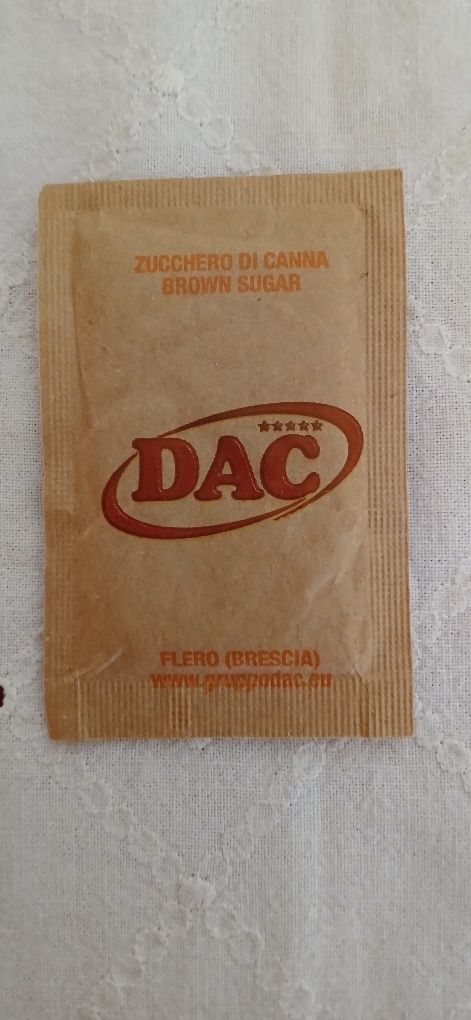 ZUCCHERO DI CANNA
BROWN SUGAR
DAC
FLERO (BRESCIA)
www.gruppodac.eu